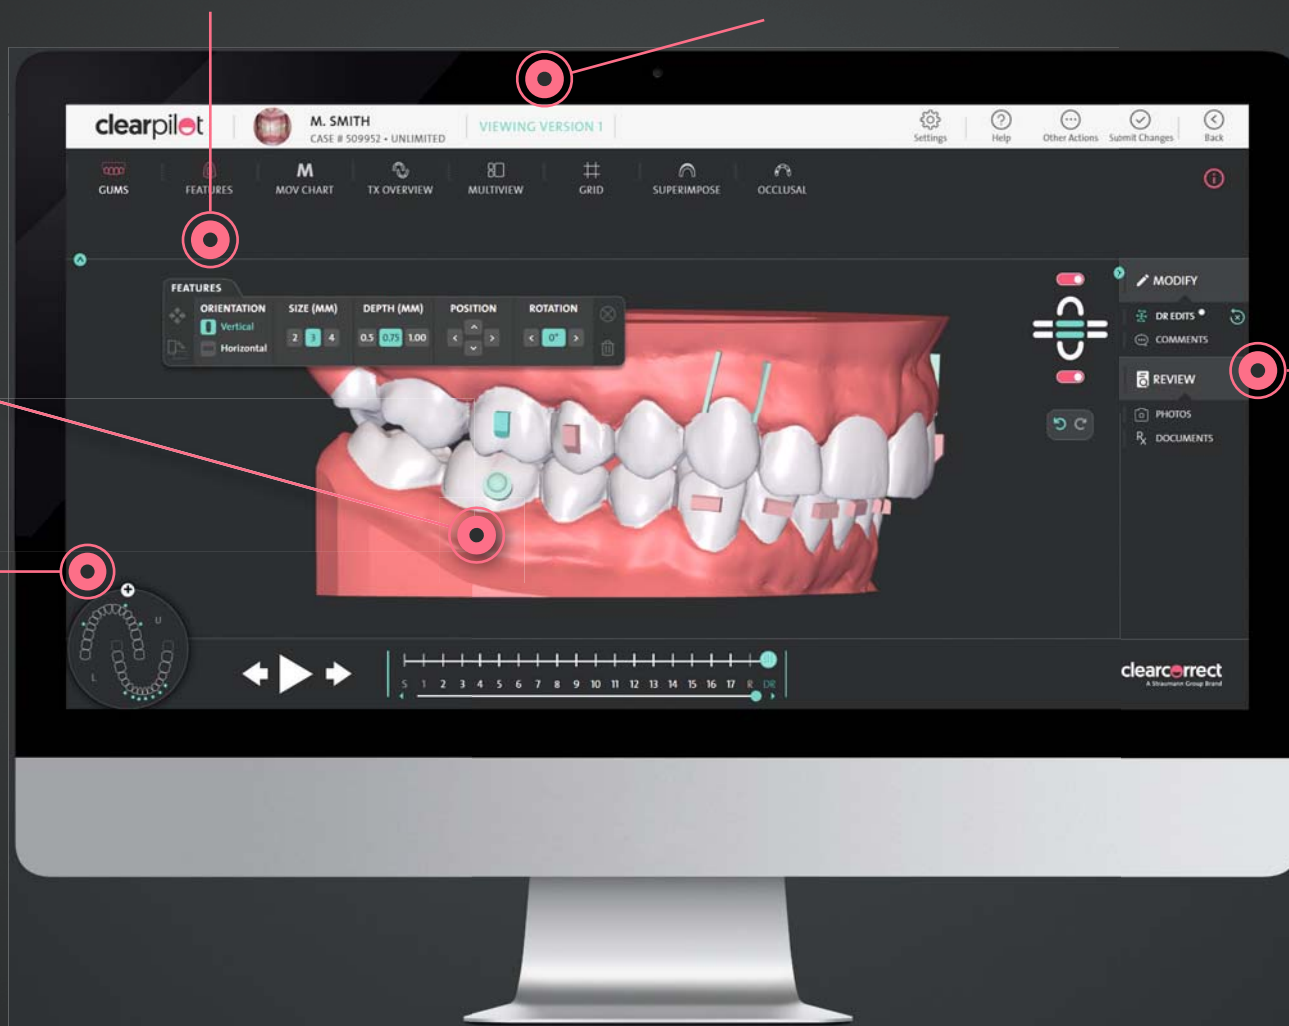 clearpilot
M. SMITH
CASE # 509952 • UNLIMITED
VIEWING VERSION 1
Settings
Help
Other Actions
Submit Changes
Back
GUMS
FEATURES
M
MOV CHART
TX OVERVIEW
MULTIVIEW
GRID
SUPERIMPOSE
OCCLUSAL
FEATURES
ORIENTATION
Vertical
Horizontal
SIZE (MM)
2 3 4
DEPTH (MM)
0.5 0.75 1.00
POSITION
ROTATION
0°
MODIFY
DR EDITS
COMMENTS
REVIEW
PHOTOS
Rx DOCUMENTS
U
L
S 1 2 3 4 5 6 7 8 9 10 11 12 13 14 15 16 17 R DR
clearcorrect
A Straumann Group Brand